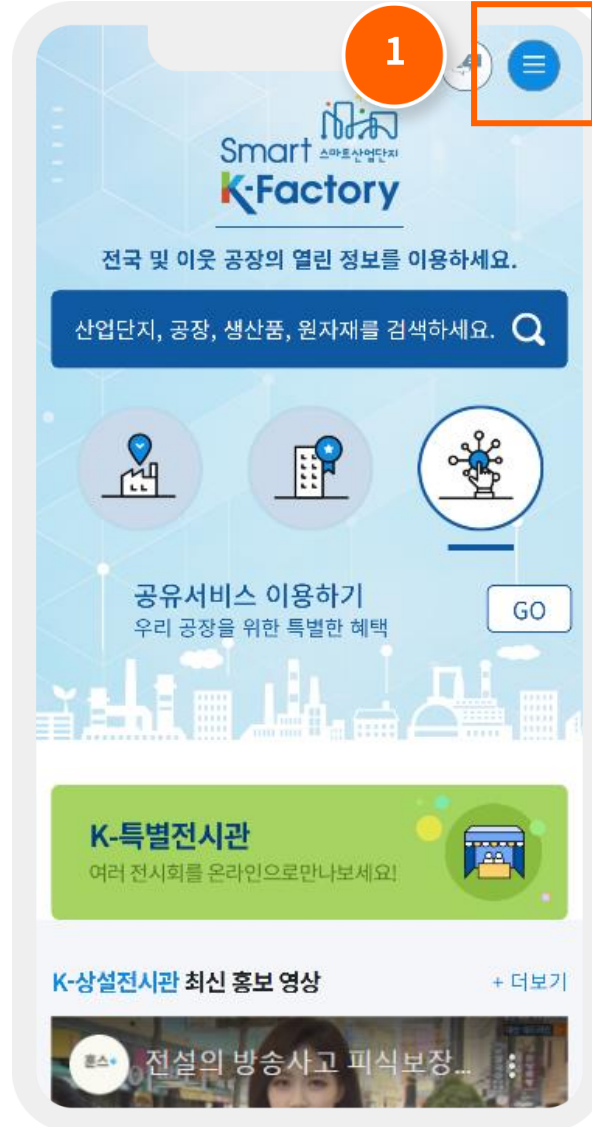 1
Smart 스마트산업단지
K-Factory
전국 및 이웃 공장의 열린 정보를 이용하세요.
산업단지, 공장, 생산품, 원자재를 검색하세요.
공유서비스 이용하기
우리 공장을 위한 특별한 혜택
GO
K-특별전시관
여러 전시회를 온라인으로만나보세요!
K-상설전시관 최신 홍보 영상
+ 더보기
훈스
전설의 방송사고 피식보장...